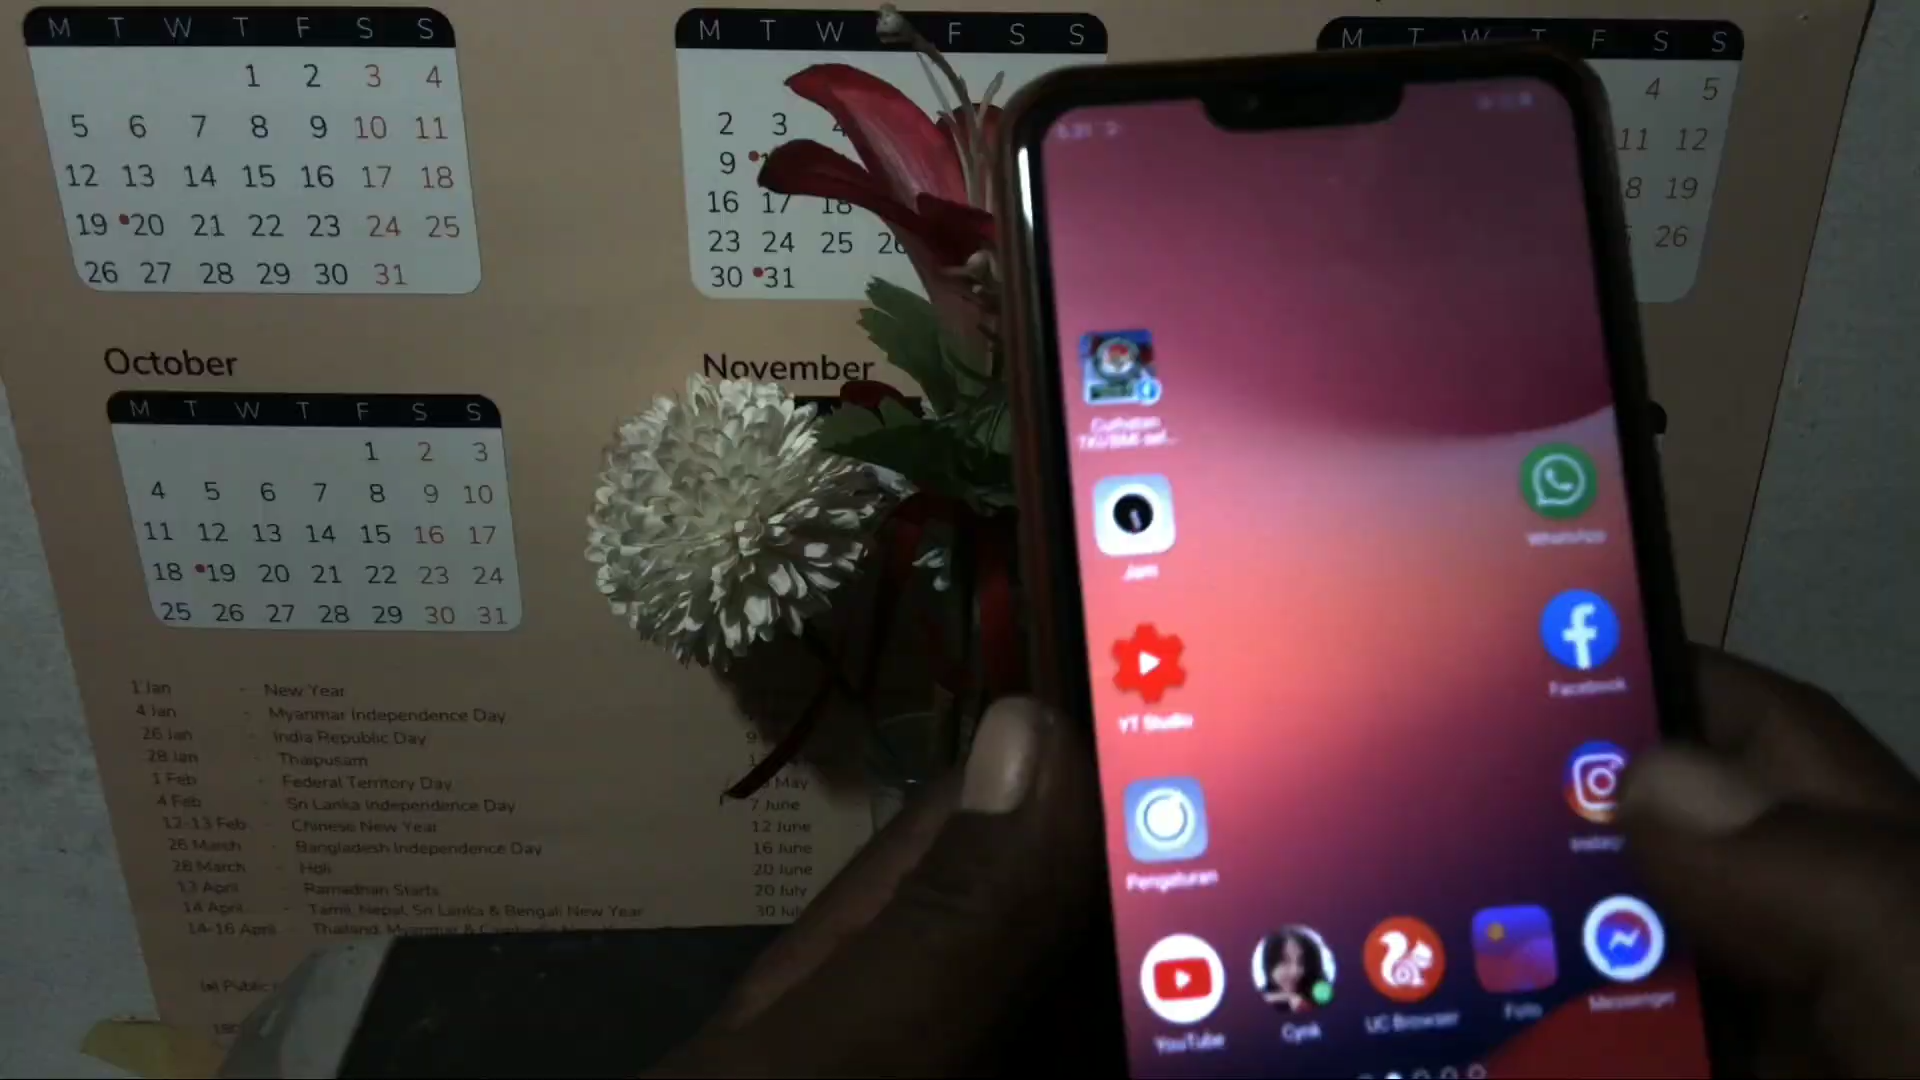 M T W T F S S
1 2 3 4
5 6 7 8 9 10 11
12 13 14 15 16 17 18
19 20 21 22 23 24 25
26 27 28 29 30 31
M T W F S S
2 3
9
16 17 18
23 24 25
30 31
M T W T F S S
4 5
11 12
19
26
October
M T W T F S S
1 2 3
4 5 6 7 8 9 10
11 12 13 14 15 16 17
18 19 20 21 22 23 24
25 26 27 28 29 30 31
November
1 Jan - New Year
4 Jan - Myanmar Independence Day
26 Jan - India Republic Day
28 Jan - Thaipusam
1 Feb - Federal Territory Day
4 Feb - Sri Lanka Independence Day
12-13 Feb - Chinese New Year
26 March - Bangladesh Independence Day
28 March - Holi
13 April - Ramadhan Starts
14 April - Tamil, Nepal, Sri Lanka & Bengali New Year
14-16 April - Thailand, Myanmar &
May
7 June
12 June
16 June
20 June
20 July
30 July
Jam
WhatsApp
YT Studio
Facebook
Pengaturan
YouTube
UC Browser
Foto
Messenger